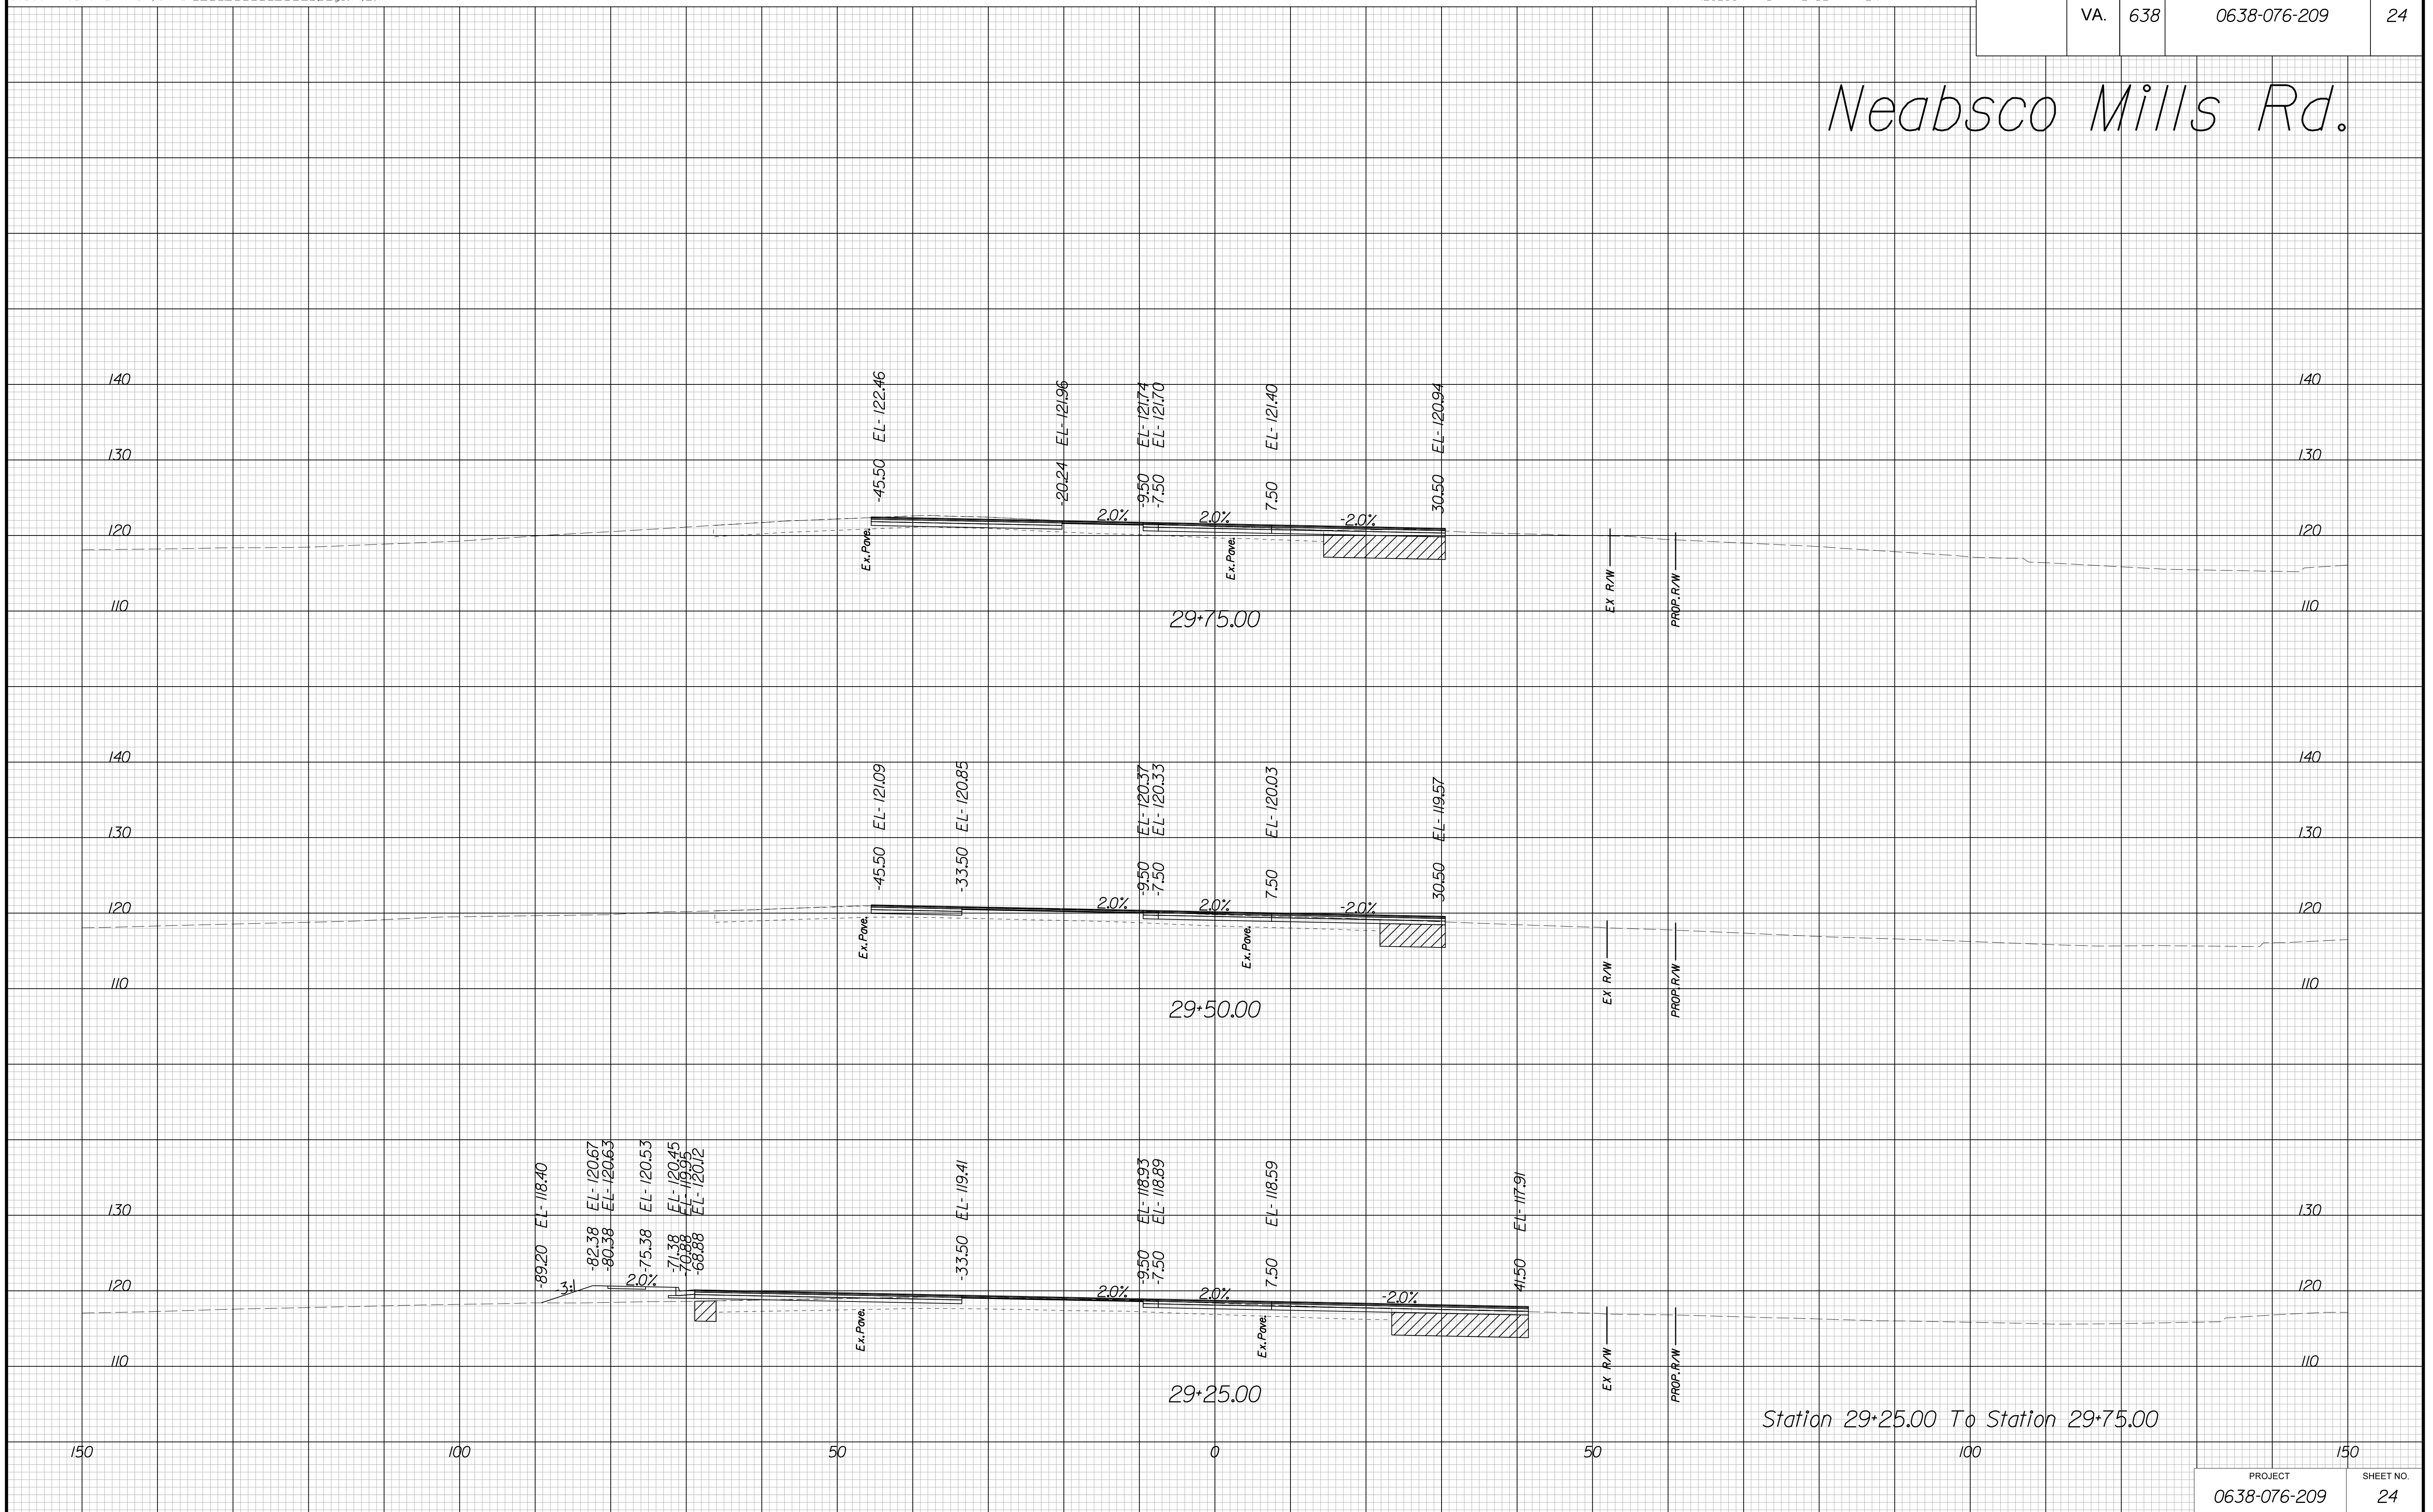 VA. 638 0638-076-209 24
Neabsco Mills Rd.
140 140
130 130
120 120
110 110
-45.50 EL- 122.46
-20.24 EL- 121.96
-9.50 EL- 121.74
-7.50 EL- 121.70
7.50 EL- 121.40
30.50 EL- 120.94
2.0% 2.0% -2.0%
Ex.Pave.
Ex.Pave.
EX R/W
PROP.R/W
29+75.00
140 140
130 130
120 120
110 110
-45.50 EL- 121.09
-33.50 EL- 120.85
-9.50 EL- 120.37
-7.50 EL- 120.33
7.50 EL- 120.03
30.50 EL- 119.57
2.0% 2.0% -2.0%
Ex.Pave.
Ex.Pave.
EX R/W
PROP.R/W
29+50.00
130 130
120 120
110 110
-89.20 EL- 118.40
-82.38 EL- 120.67
-80.38 EL- 120.63
-75.38 EL- 120.53
-71.38 EL- 120.45
-70.88 EL- 119.95
-68.88 EL- 120.12
-33.50 EL- 119.41
-9.50 EL- 118.93
-7.50 EL- 118.89
7.50 EL- 118.59
41.50 EL- 117.91
-3:1 2.0% 2.0% 2.0% -2.0%
Ex.Pave.
Ex.Pave.
EX R/W
PROP.R/W
29+25.00
Station 29+25.00 To Station 29+75.00
150 100 50 0 50 100 150
PROJECT SHEET NO.
0638-076-209 24